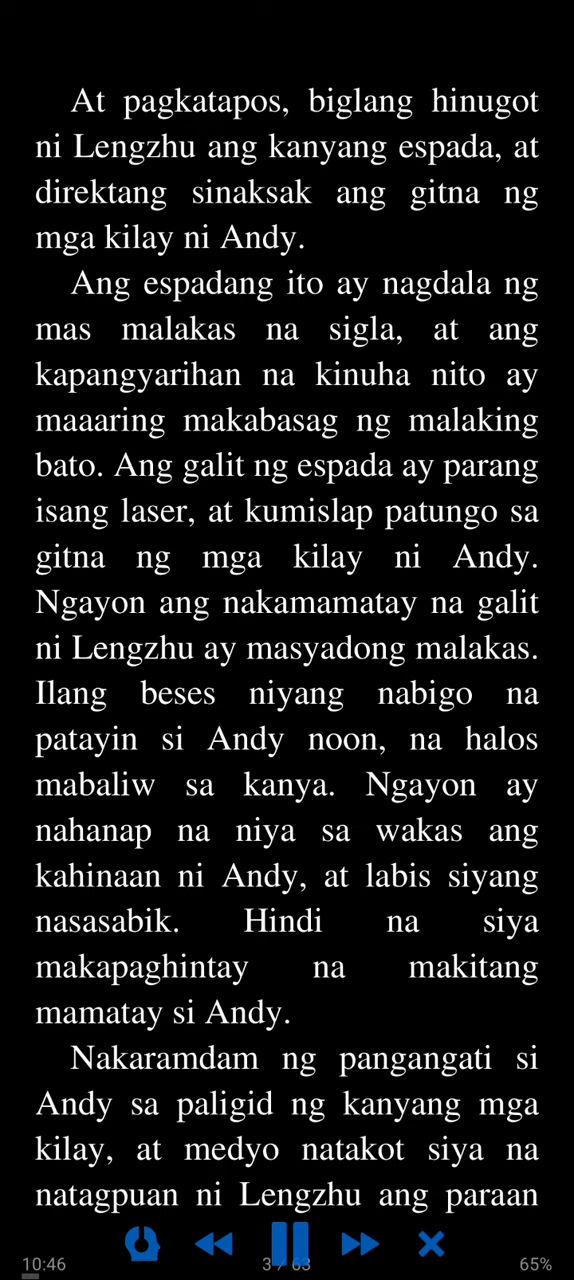 At pagkatapos, biglang hinugot
ni Lengzhu ang kanyang espada, at
direktang sinaksak ang gitna ng
mga kilay ni Andy.
Ang espadang ito ay nagdala ng
mas malakas na sigla, at ang
kapangyarihan na kinuha nito ay
maaaring makabasag ng malaking
bato. Ang galit ng espada ay parang
isang laser, at kumislap patungo sa
gitna ng mga kilay ni Andy.
Ngayon ang nakamamatay na galit
ni Lengzhu ay masyadong malakas.
Ilang beses niyang nabigo na
patayin si Andy noon, na halos
mabaliw sa kanya. Ngayon ay
nahanap na niya sa wakas ang
kahinaan ni Andy, at labis siyang
nasasabik. Hindi na siya
makapaghintay na makitang
mamatay si Andy.
Nakaramdam ng pangangati si
Andy sa paligid ng kanyang mga
kilay, at medyo natakot siya na
natagpuan ni Lengzhu ang paraan
10:46 3 / 63 65%